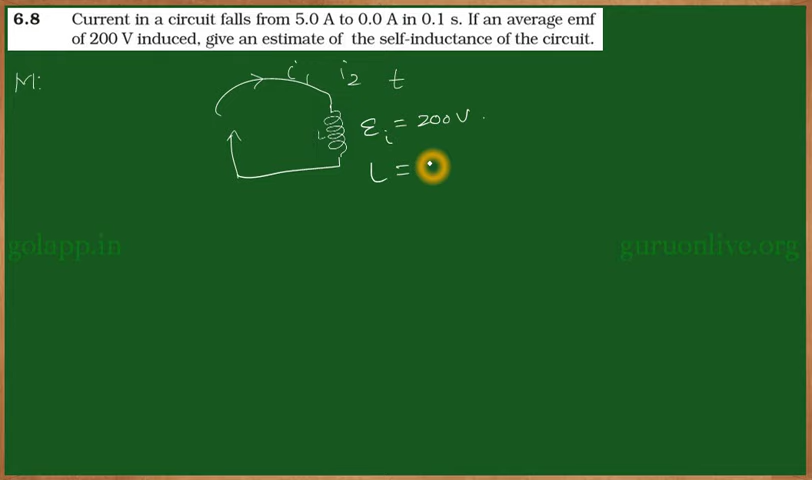 6.8 Current in a circuit falls from 5.0 A to 0.0 A in 0.1 s. If an average emf
of 200 V induced, give an estimate of the self-inductance of the circuit.
M:
i₁ i₂ t
L
ε_i = 200V.
L =
golapp.in guruonlive.org